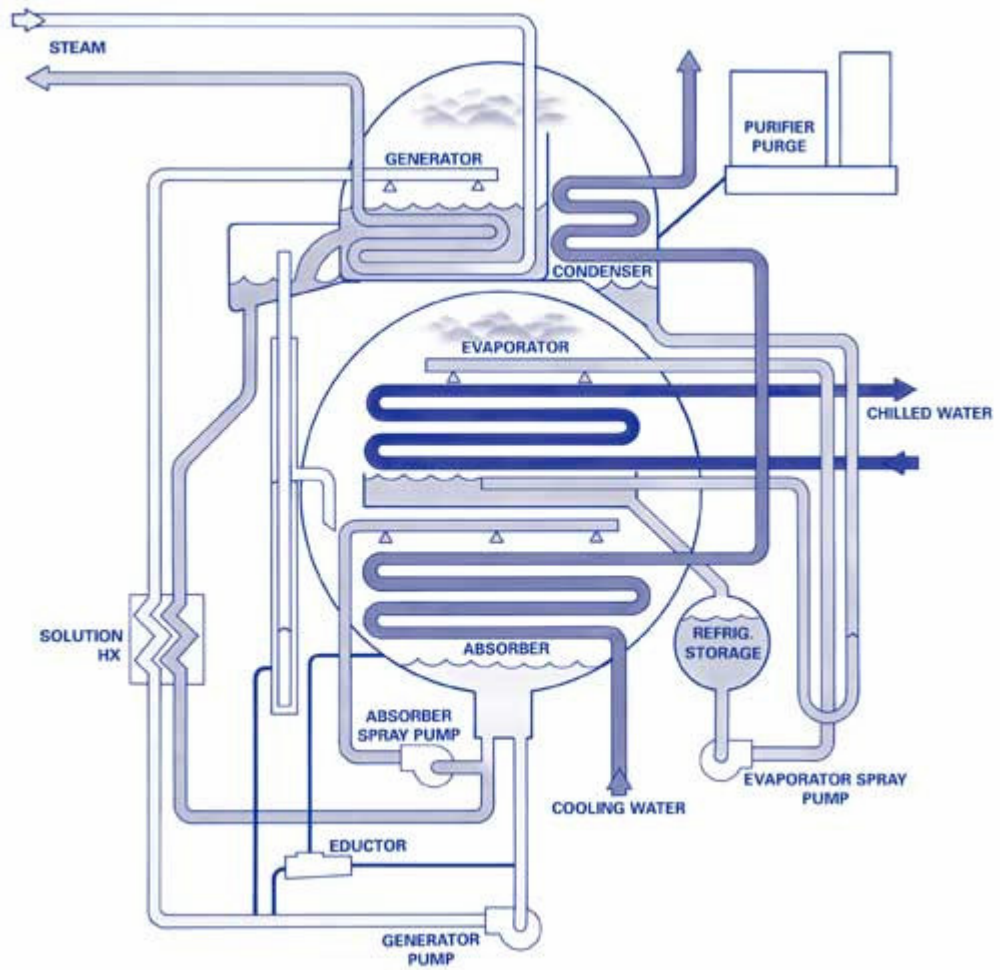 STEAM
PURIFIER
PURGE
GENERATOR
CONDENSER
EVAPORATOR
CHILLED WATER
SOLUTION
HX
REFRIG.
STORAGE
ABSORBER
ABSORBER
SPRAY PUMP
EVAPORATOR SPRAY
PUMP
COOLING WATER
EDUCTOR
GENERATOR
PUMP